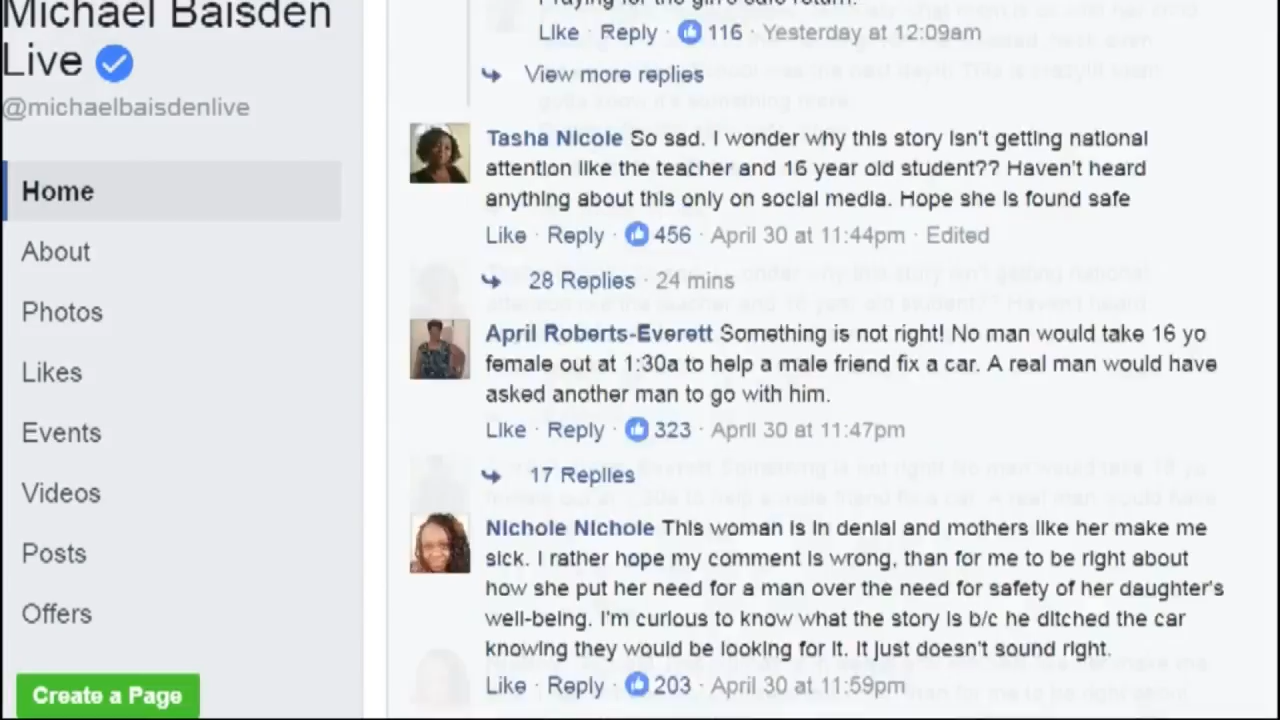 Michael Baisden
Live
@michaelbaisdenlive
Home
About
Photos
Likes
Events
Videos
Posts
Offers
Create a Page
Like · Reply · 116 · Yesterday at 12:09am
View more replies
Tasha Nicole So sad. I wonder why this story isn't getting national
attention like the teacher and 16 year old student?? Haven't heard
anything about this only on social media. Hope she is found safe
Like · Reply · 456 · April 30 at 11:44pm · Edited
28 Replies · 24 mins
April Roberts-Everett Something is not right! No man would take 16 yo
female out at 1:30a to help a male friend fix a car. A real man would have
asked another man to go with him.
Like · Reply · 323 · April 30 at 11:47pm
17 Replies
Nichole Nichole This woman is in denial and mothers like her make me
sick. I rather hope my comment is wrong, than for me to be right about
how she put her need for a man over the need for safety of her daughter's
well-being. I'm curious to know what the story is b/c he ditched the car
knowing they would be looking for it. It just doesn't sound right.
Like · Reply · 203 · April 30 at 11:59pm